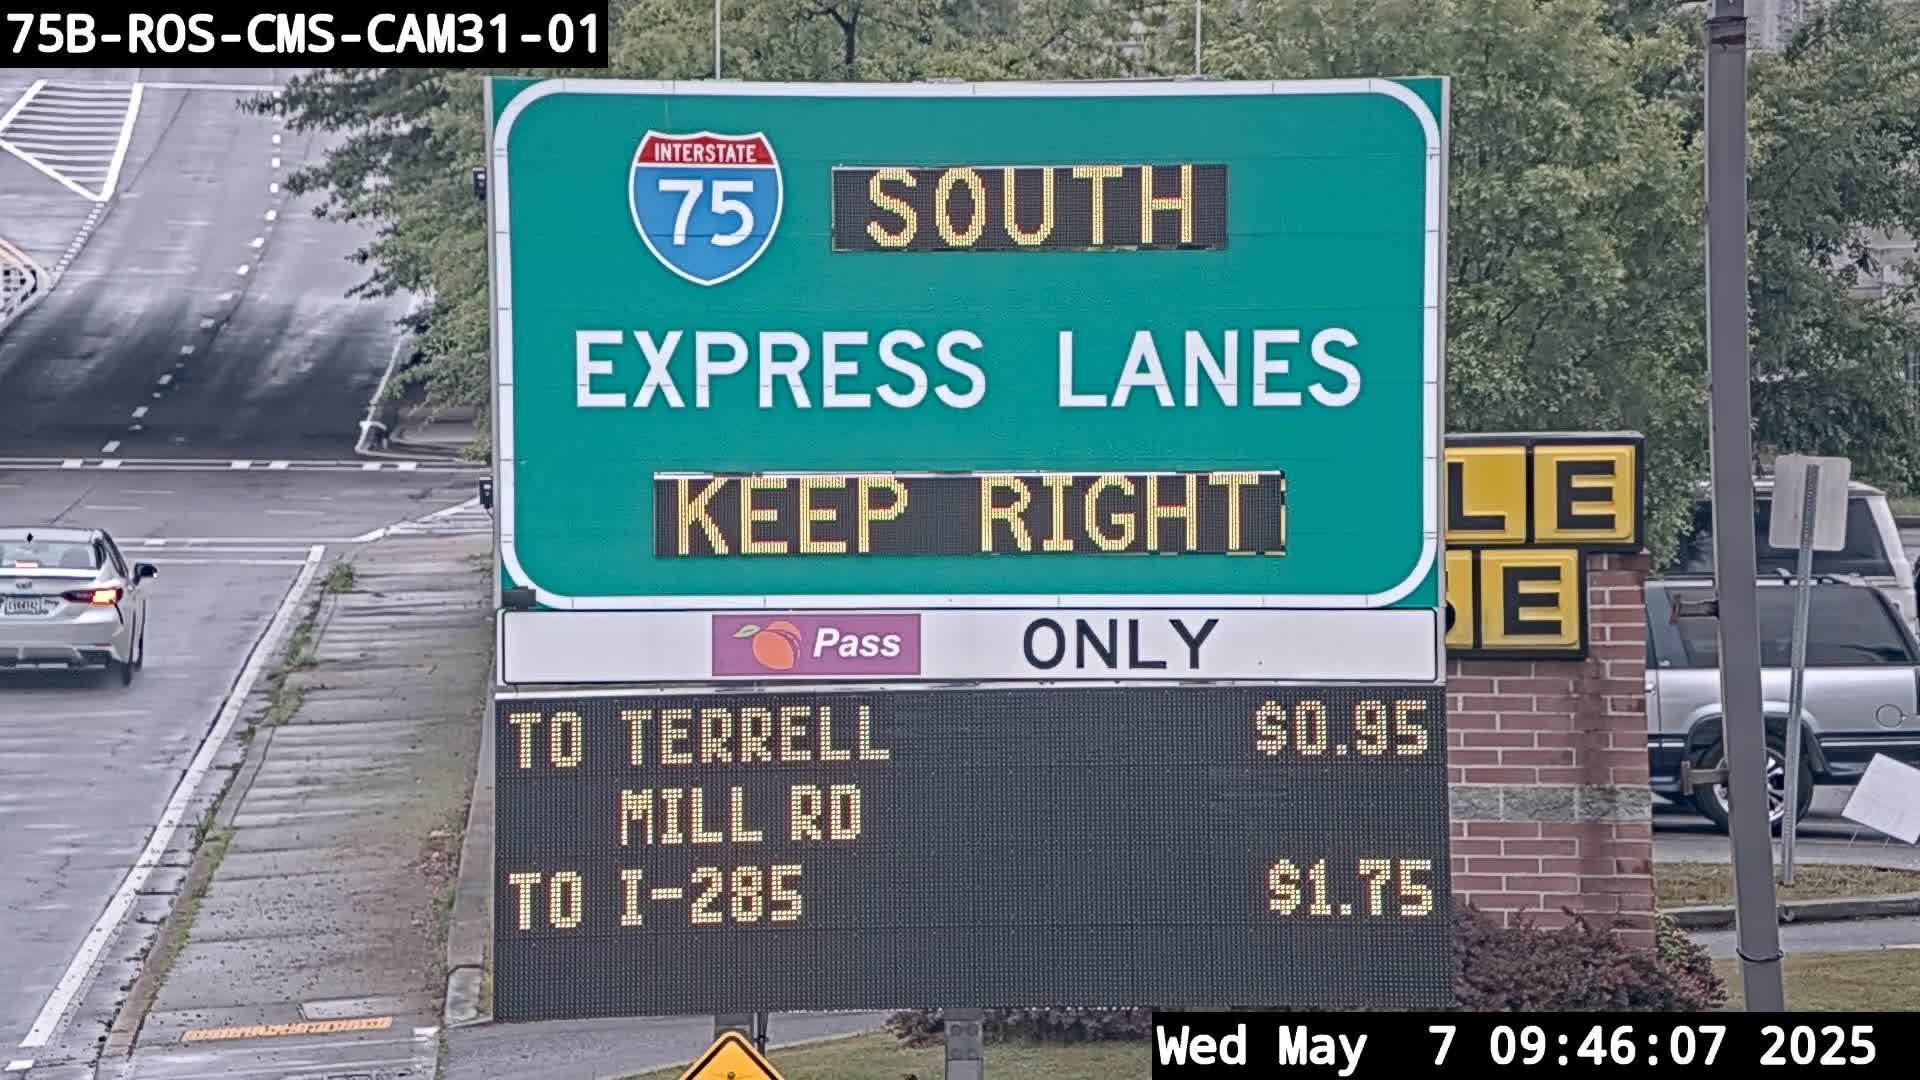 75B-ROS-CMS-CAM31-01
INTERSTATE
75
SOUTH
EXPRESS LANES
KEEP RIGHT
Pass ONLY
LE
E
TO TERRELL $0.95
MILL RD
TO I-285 $1.75
Wed May 7 09:46:07 2025